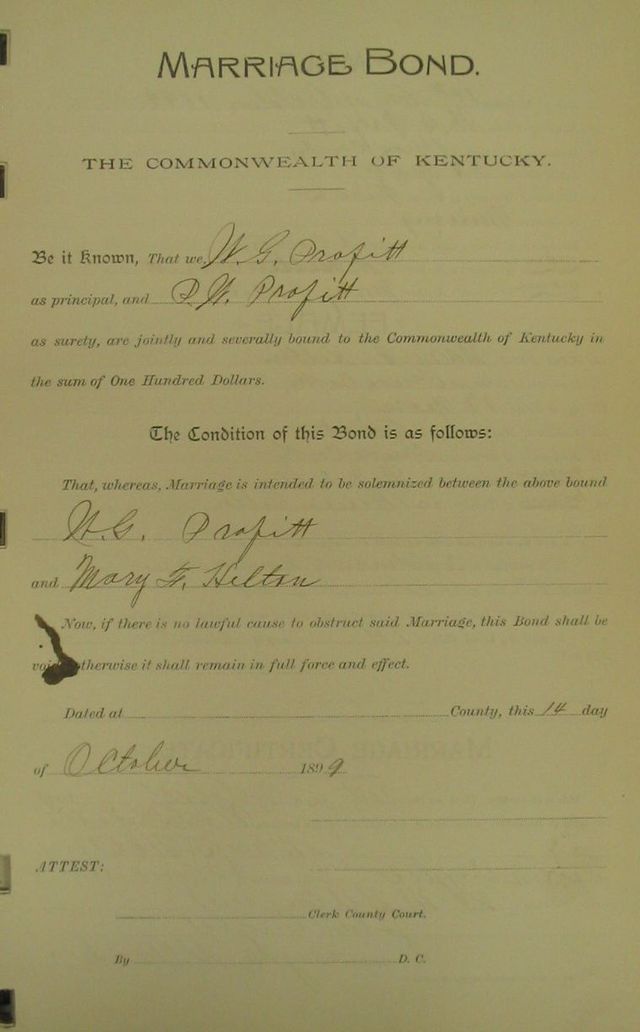 MARRIAGE BOND.
THE COMMONWEALTH OF KENTUCKY.
Be it Known, That we, W. G. Profitt
as principal, and P. W. Profitt
as surety, are jointly and severally bound to the Commonwealth of Kentucky in
the sum of One Hundred Dollars.
The Condition of this Bond is as follows:
That, whereas, Marriage is intended to be solemnized between the above bound
W. G. Profitt
and Mary F. Helton
Now, if there is no lawful cause to obstruct said Marriage, this Bond shall be
void, otherwise it shall remain in full force and effect.
Dated at County, this 14 day
of October 1899
ATTEST:
Clerk County Court.
By D. C.